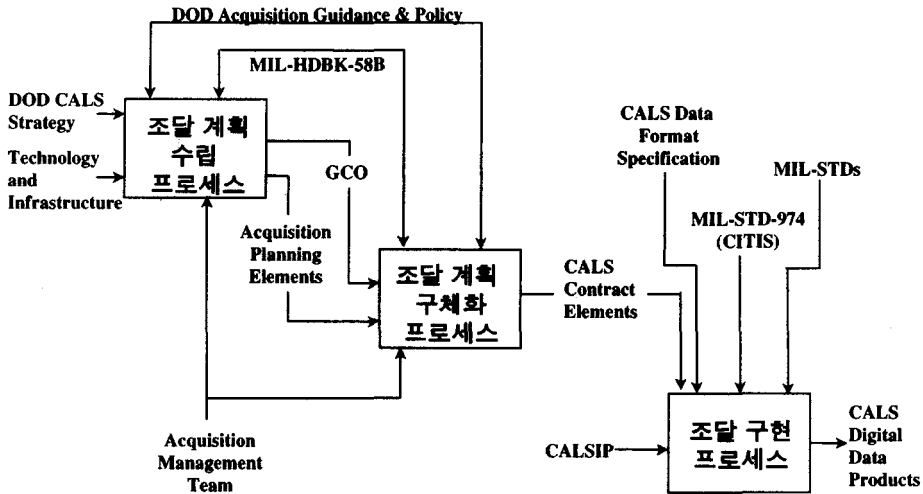 DOD Acquisition Guidance & Policy
MIL-HDBK-58B
DOD CALS
Strategy
조달 계획
수립
프로세스
Technology
and
Infrastructure
GCO
Acquisition
Planning
Elements
CALS Data
Format
Specification
MIL-STDs
MIL-STD-974
(CITIS)
조달 계획
구체화
프로세스
CALS
Contract
Elements
Acquisition
Management
Team
CALSIP
조달 구현
프로세스
CALS
Digital
Data
Products